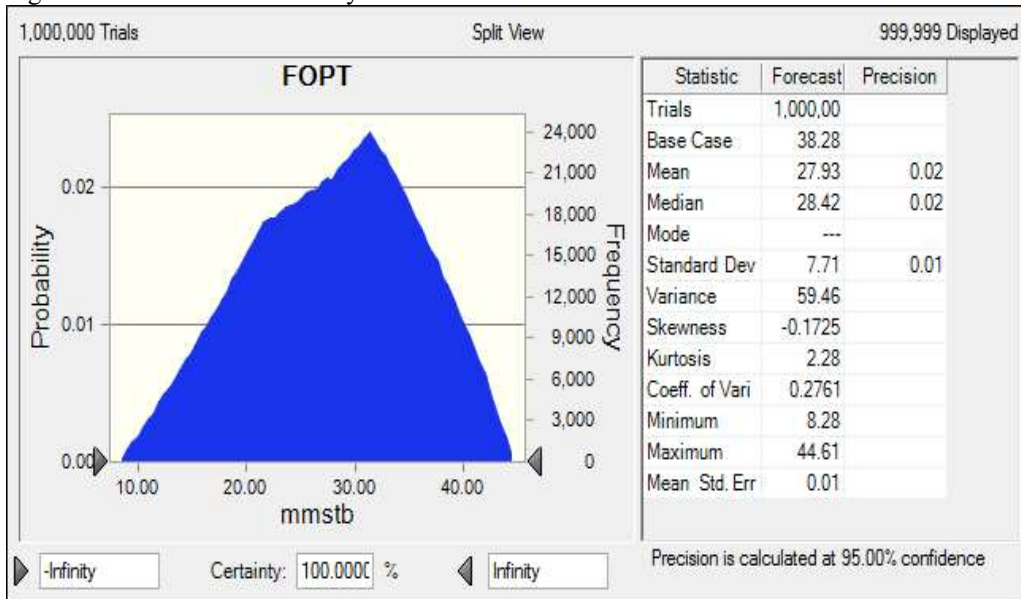 1,000,000 Trials Split View 999,999 Displayed
FOPT
Probability
0.02
0.01
0.00
24,000
21,000
18,000
15,000
12,000
9,000
6,000
3,000
0
Frequency
10.00 20.00 30.00 40.00
mmstb
Statistic Forecast Precision
Trials 1,000,00
Base Case 38.28
Mean 27.93 0.02
Median 28.42 0.02
Mode ---
Standard Dev 7.71 0.01
Variance 59.46
Skewness -0.1725
Kurtosis 2.28
Coeff. of Vari 0.2761
Minimum 8.28
Maximum 44.61
Mean Std. Err 0.01
-Infinity Certainty: 100.000 % Infinity
Precision is calculated at 95.00% confidence